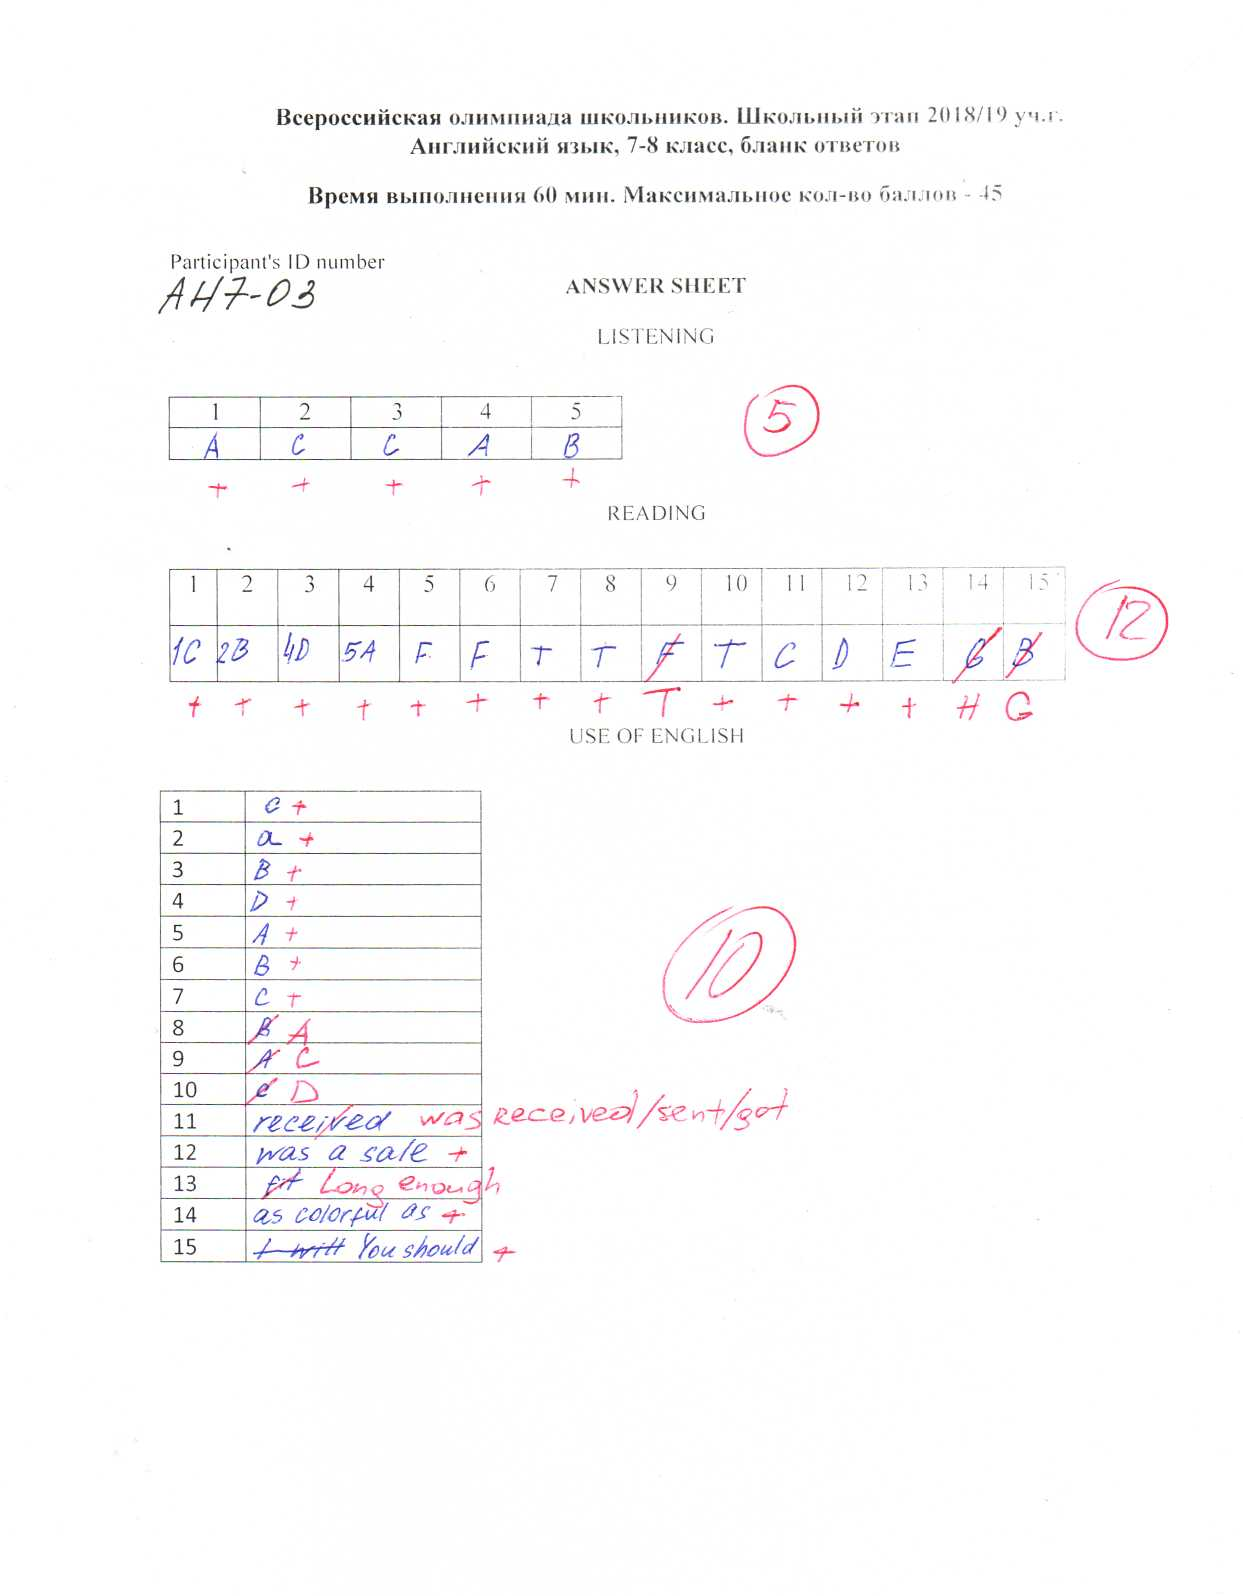 Всероссийская олимпиада школьников. Школьный этап 2018/19 уч.г.
Английский язык, 7-8 класс, бланк ответов
Время выполнения 60 мин. Максимальное кол-во баллов - 45
Participant's ID number
АН7-03
ANSWER SHEET
LISTENING
1 2 3 4 5
A C C A B
5
+ + + + +
READING
1 2 3 4 5 6 7 8 9 10 11 12 13 14 15
1C 2B 4D 5A F F T T F T C D E B
12
+ + + + + + + + T + + + + H G
USE OF ENGLISH
1 C +
2 a +
3 B +
4 D +
5 A +
6 B +
7 C +
10
8 B A
9 A C
10 c D
11 received was received/sent/got
12 was a sale +
13 fit Long enough
14 as colorful as +
15 I will You should +